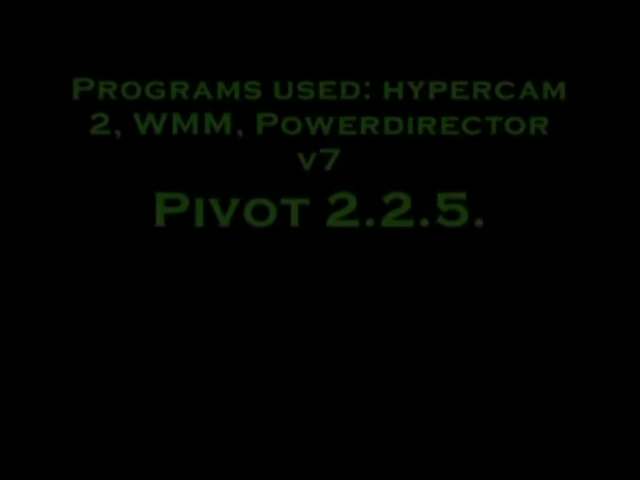 Programs used: hypercam
2, WMM, Powerdirector
v7
Pivot 2.2.5.